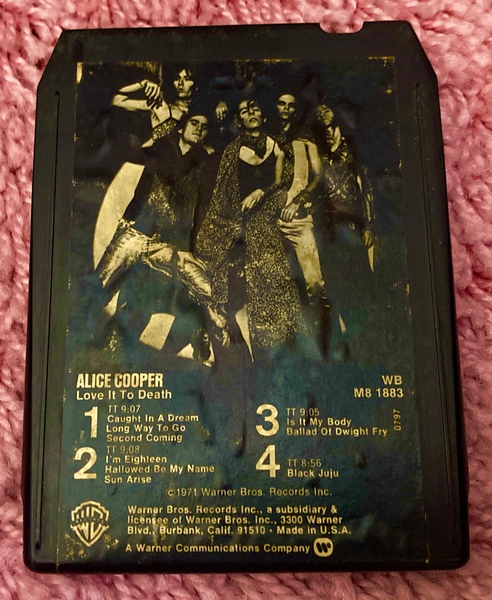 ALICE COOPER
Love It To Death
WB
M8 1883
1 TT 9:07
Caught In A Dream
Long Way To Go
Second Coming
2 TT 9:08
I'm Eighteen
Hallowed Be My Name
Sun Arise
3 TT 9:05
Is It My Body
Ballad Of Dwight Fry
4 TT 8:56
Black Juju
0797
©1971 Warner Bros. Records Inc.
Warner Bros. Records Inc., a subsidiary &
licensee of Warner Bros. Inc., 3300 Warner
Blvd., Burbank, Calif. 91510 • Made in U.S.A.
A Warner Communications Company